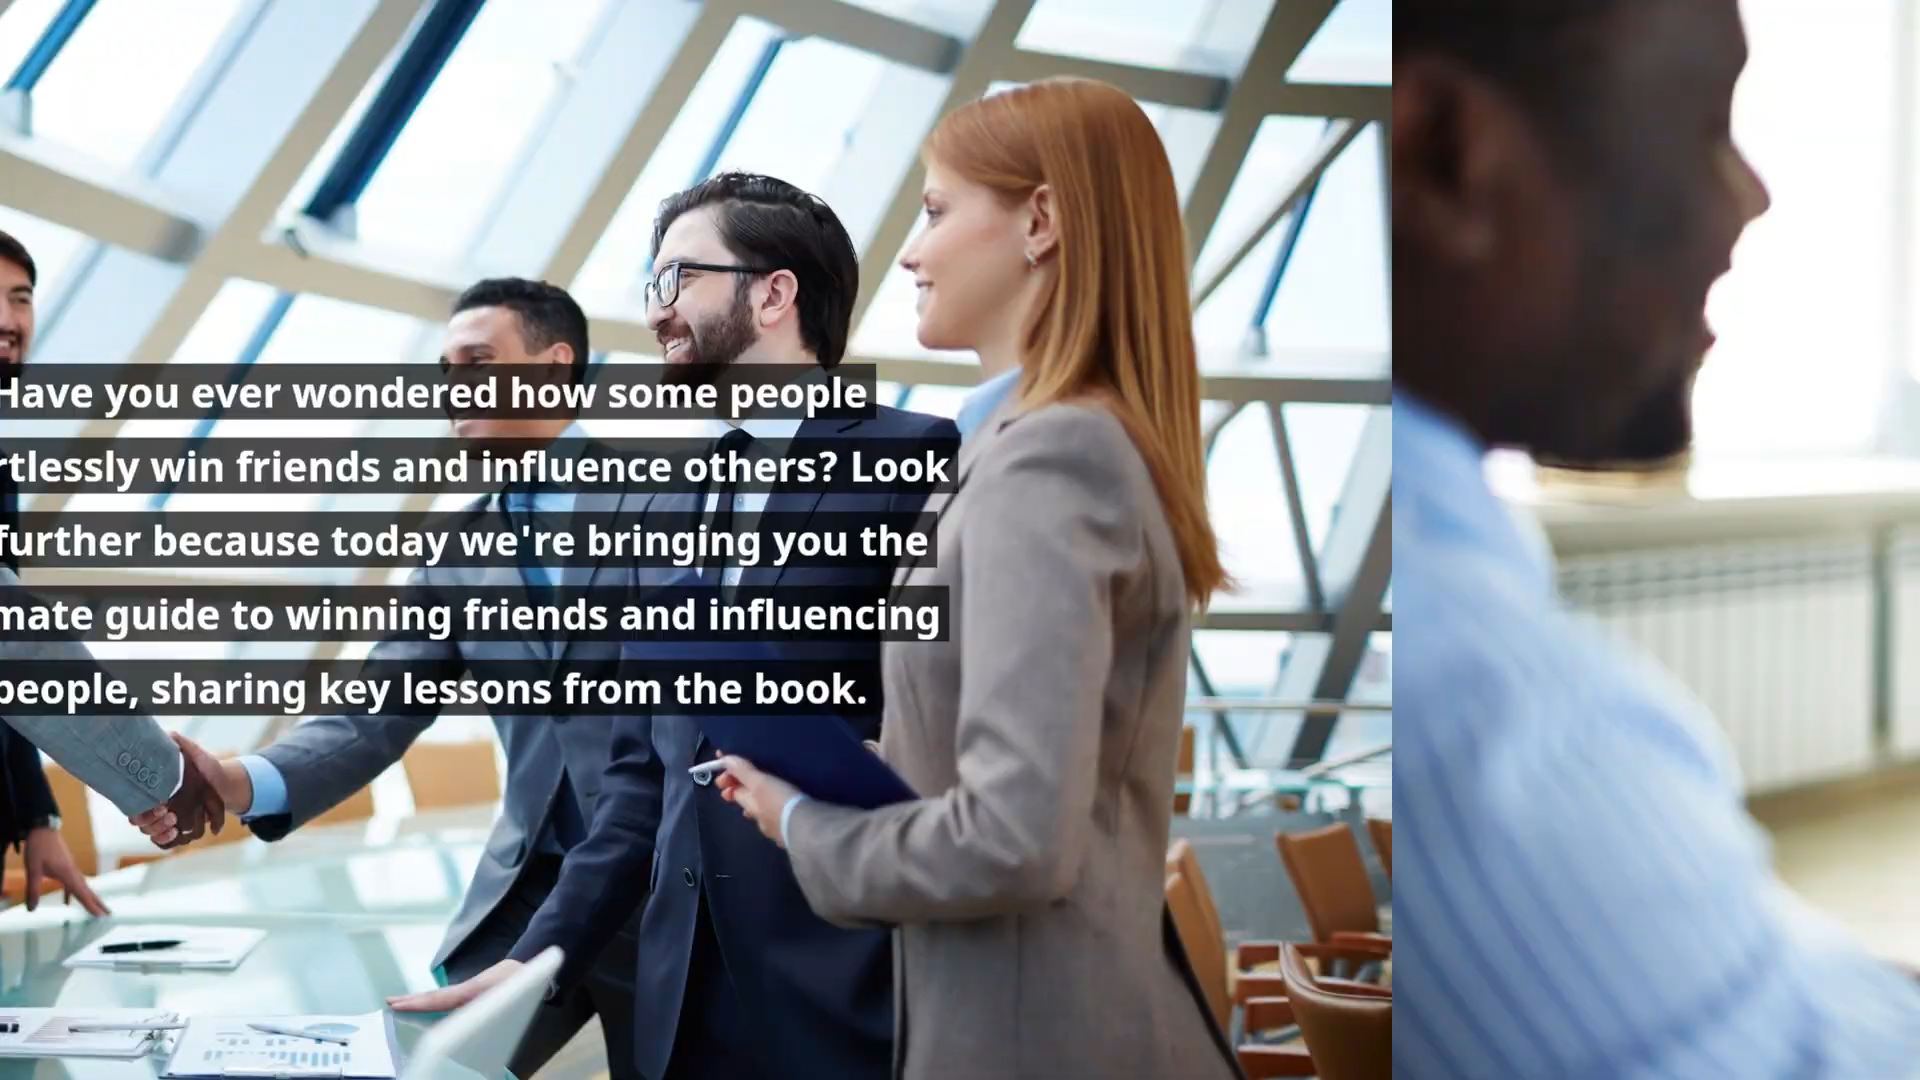 Have you ever wondered how some people
rtlessly win friends and influence others? Look
further because today we're bringing you the
mate guide to winning friends and influencing
people, sharing key lessons from the book.